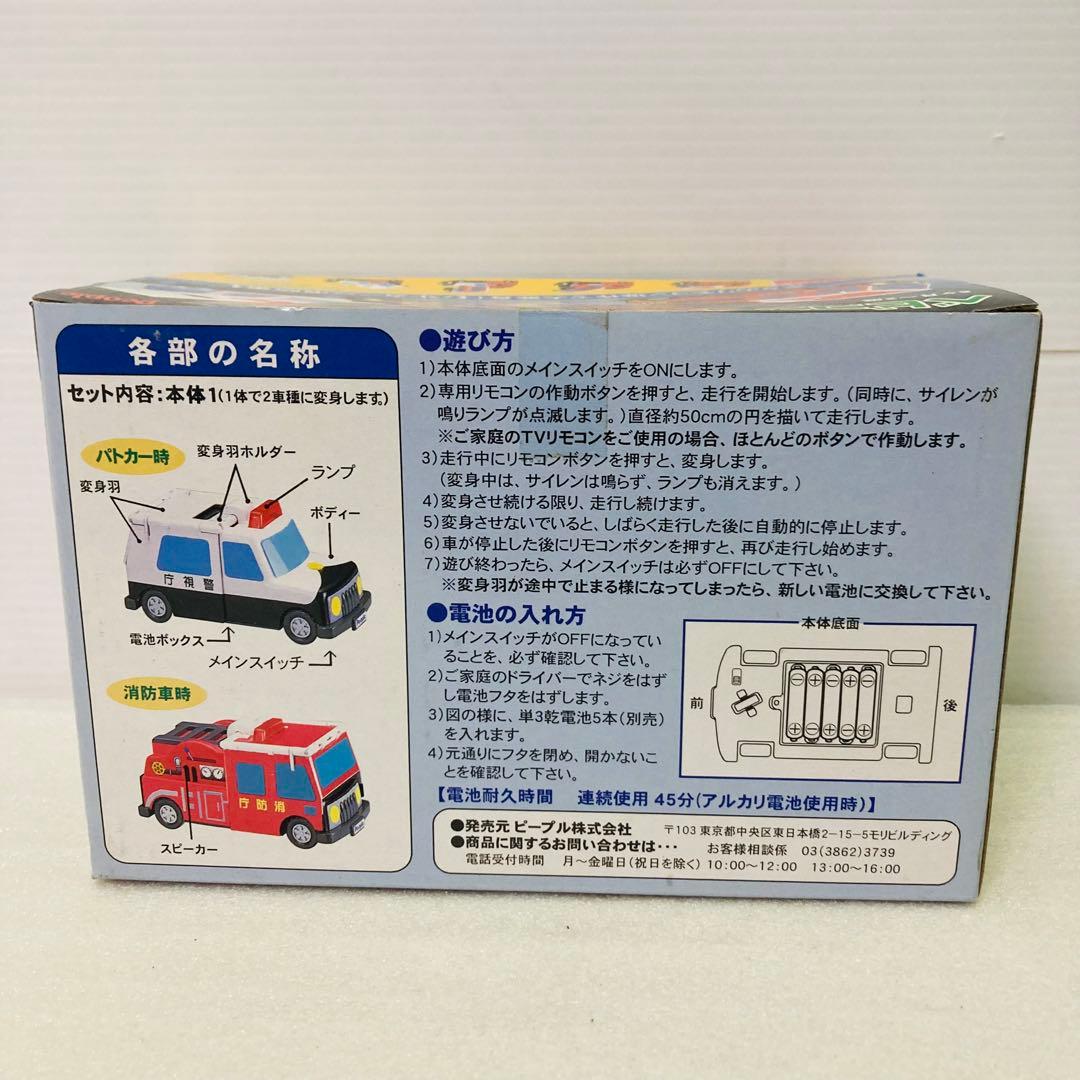 各部の名称
セット内容:本体1(1体で2車種に変身します。)
パトカー時
変身羽ホルダー
ランプ
変身羽
ボディー
庁視警
電池ボックス
メインスイッチ
消防車時
庁防消
スピーカー
●遊び方
1)本体底面のメインスイッチをONにします。
2)専用リモコンの作動ボタンを押すと、走行を開始します。(同時に、サイレンが
鳴りランプが点滅します。)直径約50cmの円を描いて走行します。
※ご家庭のTVリモコンをご使用の場合、ほとんどのボタンで作動します。
3)走行中にリモコンボタンを押すと、変身します。
(変身中は、サイレンは鳴らず、ランプも消えます。)
4)変身させ続ける限り、走行し続けます。
5)変身させないでいると、しばらく走行した後に自動的に停止します。
6)車が停止した後にリモコンボタンを押すと、再び走行し始めます。
7)遊び終わったら、メインスイッチは必ずOFFにして下さい。
※変身羽が途中で止まる様になってしまったら、新しい電池に交換して下さい。
●電池の入れ方
1)メインスイッチがOFFになってい
ることを、必ず確認して下さい。
2)ご家庭のドライバーでネジをはず
し電池フタをはずします。
3)図の様に、単3乾電池5本(別売)
を入れます。
4)元通りにフタを閉め、開かないこ
とを確認して下さい。
本体底面
前
後
【電池耐久時間 連続使用 45分(アルカリ電池使用時)】
●発売元 ピープル株式会社 〒103 東京都中央区東日本橋2-15-5モリビルディング
●商品に関するお問い合わせは・・・ お客様相談係 03(3862)3739
電話受付時間 月〜金曜日(祝日を除く) 10:00〜12:00 13:00〜16:00